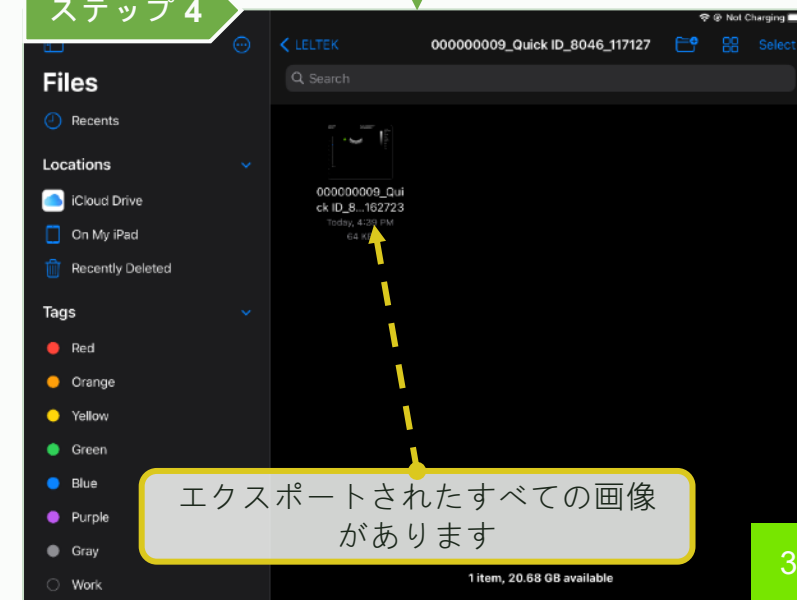 ステップ 4
Not Charging
LELTEK
000000009_Quick ID_8046_117127
Select
Files
Search
Recents
Locations
iCloud Drive
On My iPad
Recently Deleted
Tags
Red
Orange
Yellow
Green
Blue
Purple
Gray
Work
000000009_Qui
ck ID_8...162723
Today, 4:29 PM
64 KB
エクスポートされたすべての画像
があります
1 item, 20.68 GB available
3